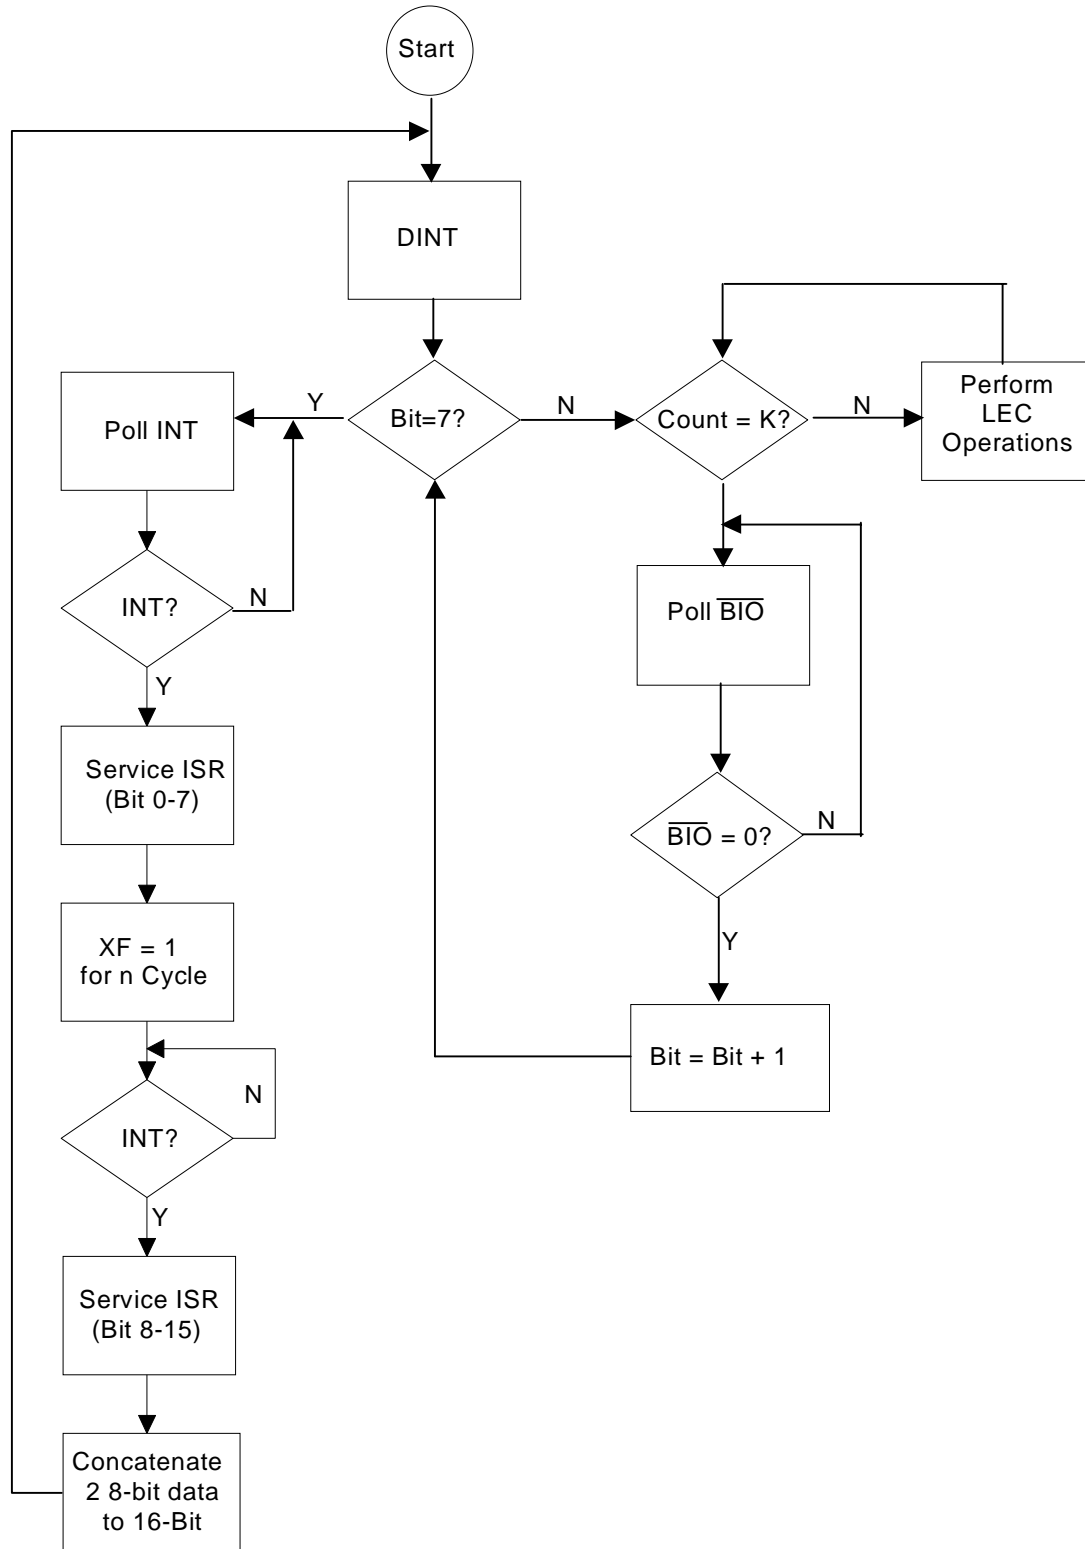 Start
DINT
Bit=7?
Y
N
Poll INT
Count = K?
N
Perform
LEC
Operations
INT?
N
Y
Poll B̅I̅O̅
B̅I̅O̅ = 0?
N
Y
Bit = Bit + 1
Service ISR
(Bit 0-7)
XF = 1
for n Cycle
INT?
N
Y
Service ISR
(Bit 8-15)
Concatenate
2 8-bit data
to 16-Bit